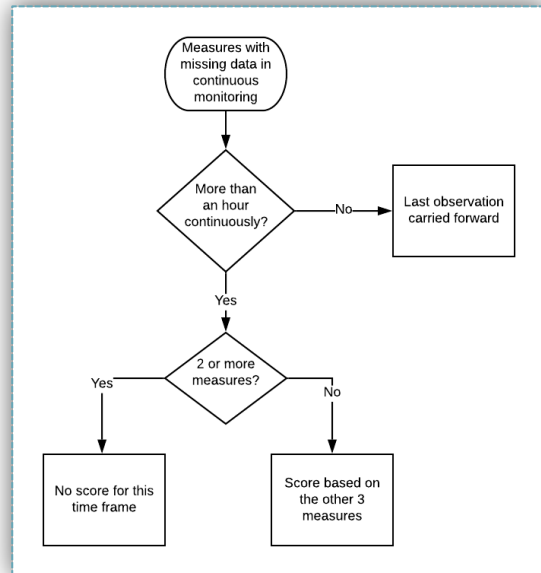 Measures with
missing data in
continuous
monitoring
More than
an hour
continuously?
No
Last observation
carried forward
Yes
2 or more
measures?
Yes
No
No score for this
time frame
Score based on
the other 3
measures